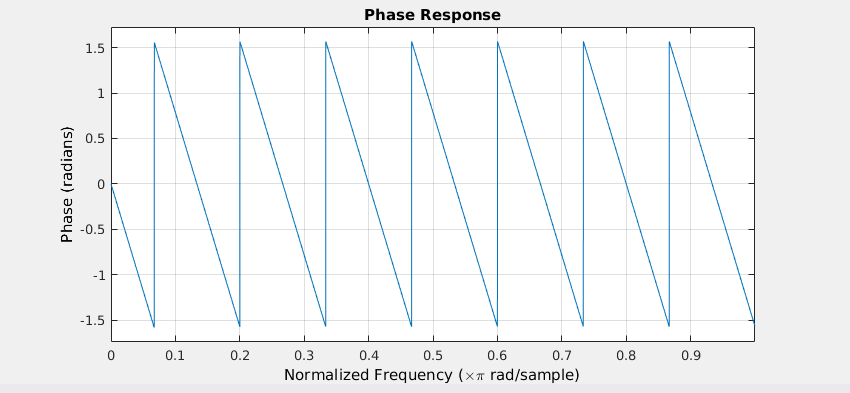 Phase Response
1.5
1
0.5
0
-0.5
-1
-1.5
Phase (radians)
0 0.1 0.2 0.3 0.4 0.5 0.6 0.7 0.8 0.9
Normalized Frequency (×π rad/sample)